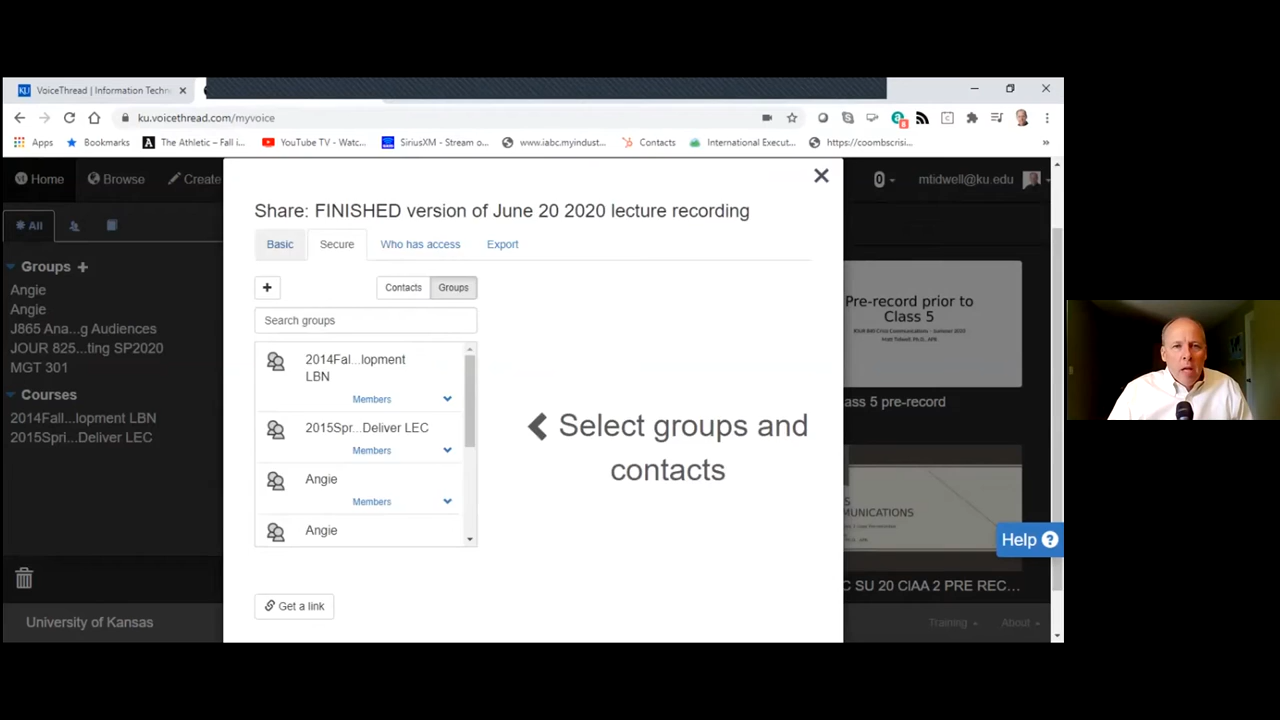 VoiceThread | Information Techn
ku.voicethread.com/myvoice
Apps
Bookmarks
The Athletic – Fall i...
YouTube TV - Watc...
SiriusXM - Stream o...
www.iabc.myindust...
Contacts
International Execut...
https://coombscrisi...
Home
Browse
Create
0
mtidwell@ku.edu
All
Groups +
Angie
Angie
J865 Ana...g Audiences
JOUR 825...ting SP2020
MGT 301
Courses
2014Fall...lopment LBN
2015Spri...Deliver LEC
University of Kansas
Share: FINISHED version of June 20 2020 lecture recording
Basic
Secure
Who has access
Export
+
Contacts
Groups
Search groups
2014Fal...lopment
LBN
Members
2015Spr...Deliver LEC
Members
Angie
Members
Angie
Select groups and
contacts
Get a link
Pre-record prior to
Class 5
ass 5 pre-record
MUNICATIONS
Help ?
C SU 20 CIAA 2 PRE REC...
Training
About